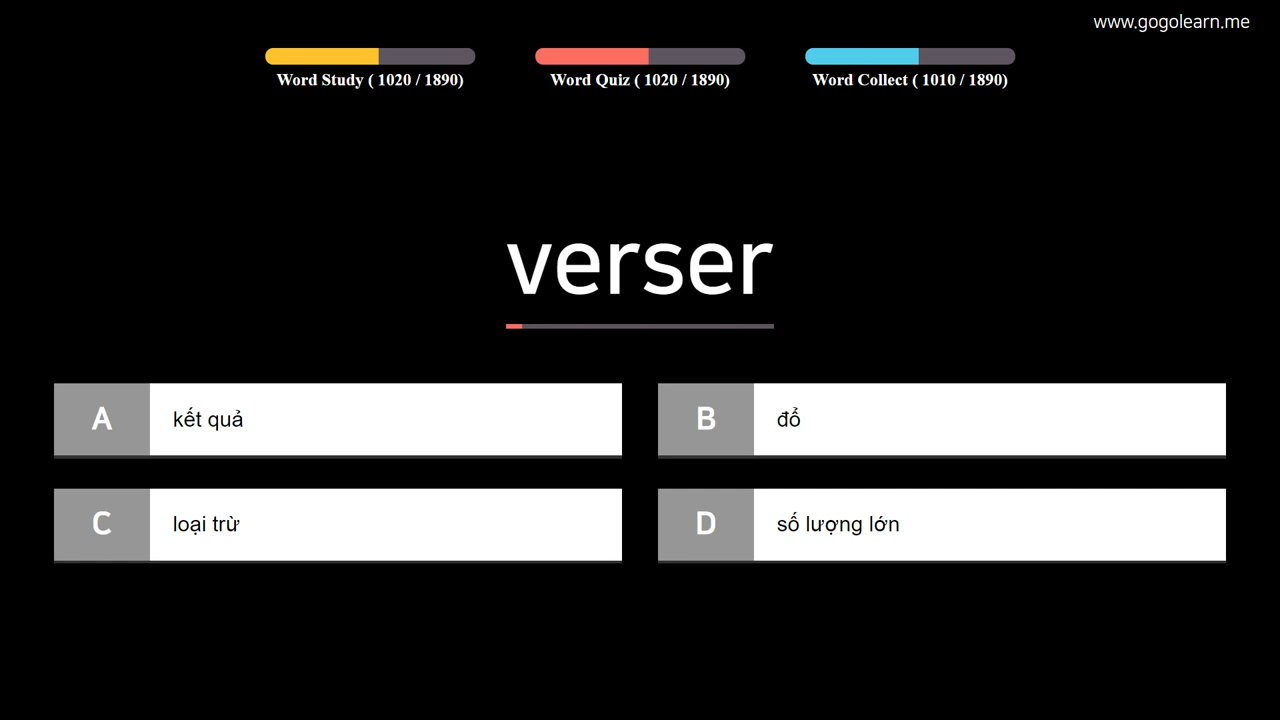 www.gogolearn.me
Word Study ( 1020 / 1890)
Word Quiz ( 1020 / 1890)
Word Collect ( 1010 / 1890)
verser
A kết quả
B đổ
C loại trừ
D số lượng lớn